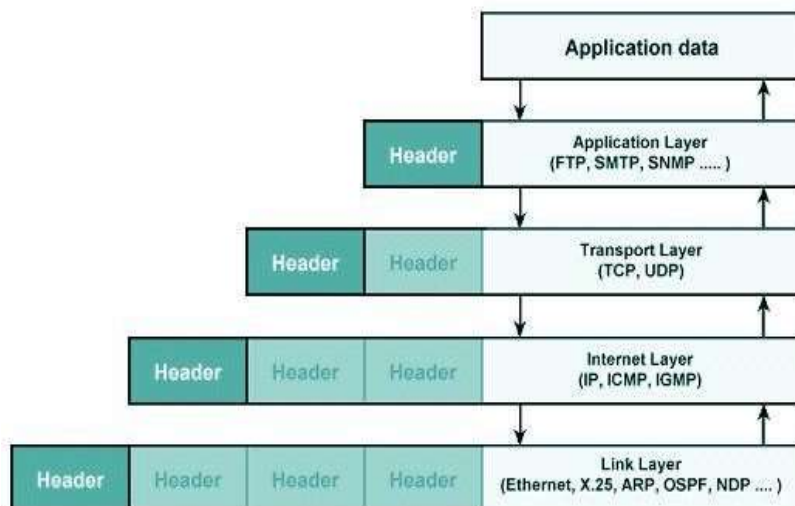 Application data
Header
Application Layer
(FTP, SMTP, SNMP ..... )
Header Header
Transport Layer
(TCP, UDP)
Header Header Header
Internet Layer
(IP, ICMP, IGMP)
Header Header Header Header
Link Layer
(Ethernet, X.25, ARP, OSPF, NDP .... )